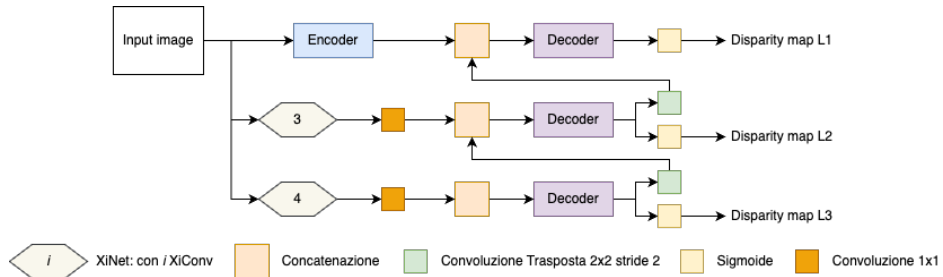 Input image
Encoder
Decoder
Disparity map L1
3
Decoder
Disparity map L2
4
Decoder
Disparity map L3
i
XiNet: con i XiConv
Concatenazione
Convoluzione Trasposta 2x2 stride 2
Sigmoide
Convoluzione 1x1